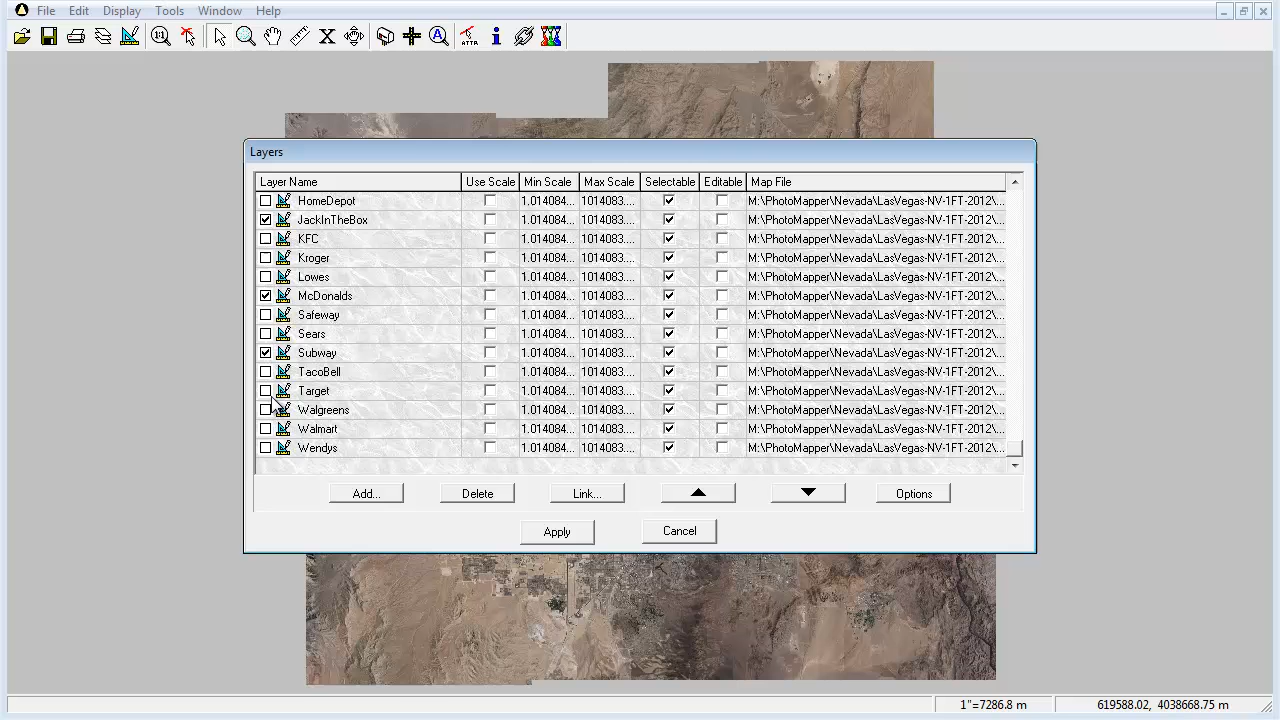 File Edit Display Tools Window Help
1:1 A ATTR
Layers
Layer Name Use Scale Min Scale Max Scale Selectable Editable Map File
HomeDepot 1.014084... 1014083.... M:\PhotoMapper\Nevada\LasVegas-NV-1FT-2012\...
JackInTheBox 1.014084... 1014083.... M:\PhotoMapper\Nevada\LasVegas-NV-1FT-2012\...
KFC 1.014084... 1014083.... M:\PhotoMapper\Nevada\LasVegas-NV-1FT-2012\...
Kroger 1.014084... 1014083.... M:\PhotoMapper\Nevada\LasVegas-NV-1FT-2012\...
Lowes 1.014084... 1014083.... M:\PhotoMapper\Nevada\LasVegas-NV-1FT-2012\...
McDonalds 1.014084... 1014083.... M:\PhotoMapper\Nevada\LasVegas-NV-1FT-2012\...
Safeway 1.014084... 1014083.... M:\PhotoMapper\Nevada\LasVegas-NV-1FT-2012\...
Sears 1.014084... 1014083.... M:\PhotoMapper\Nevada\LasVegas-NV-1FT-2012\...
Subway 1.014084... 1014083.... M:\PhotoMapper\Nevada\LasVegas-NV-1FT-2012\...
TacoBell 1.014084... 1014083.... M:\PhotoMapper\Nevada\LasVegas-NV-1FT-2012\...
Target 1.014084... 1014083.... M:\PhotoMapper\Nevada\LasVegas-NV-1FT-2012\...
Walgreens 1.014084... 1014083.... M:\PhotoMapper\Nevada\LasVegas-NV-1FT-2012\...
Walmart 1.014084... 1014083.... M:\PhotoMapper\Nevada\LasVegas-NV-1FT-2012\...
Wendys 1.014084... 1014083.... M:\PhotoMapper\Nevada\LasVegas-NV-1FT-2012\...
Add... Delete Link... Options
Apply Cancel
1"=7286.8 m 619588.02, 4038668.75 m